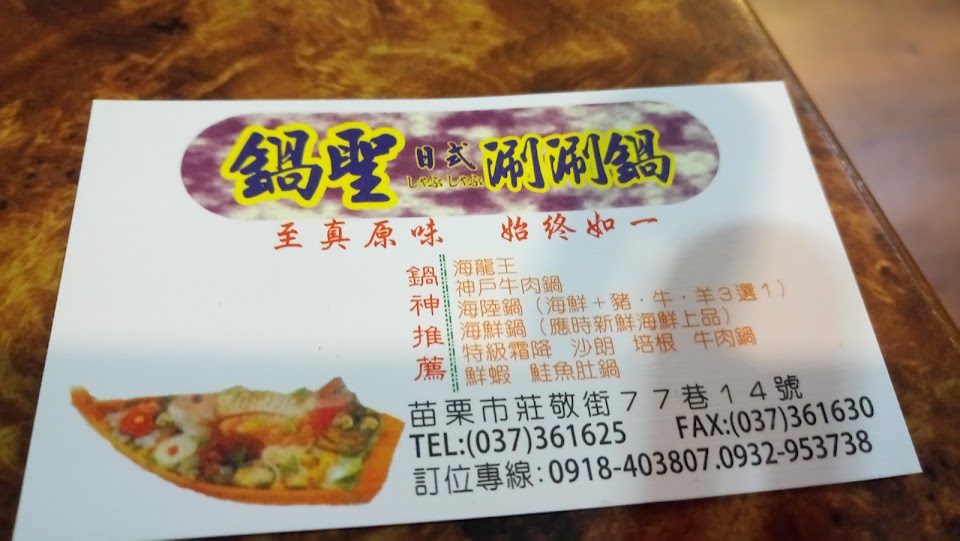 鍋聖 日式 涮涮鍋
しゃぶしゃぶ
至真原味 始終如一
鍋神推薦
海龍王
神戶牛肉鍋
海陸鍋（海鮮＋豬．牛．羊３選１）
海鮮鍋（應時新鮮海鮮上品）
特級霜降 沙朗 培根 牛肉鍋
鮮蝦 鮭魚肚鍋
苗栗市莊敬街７７巷１４號
TEL:(037)361625 FAX:(037)361630
訂位專線:0918-403807.0932-953738